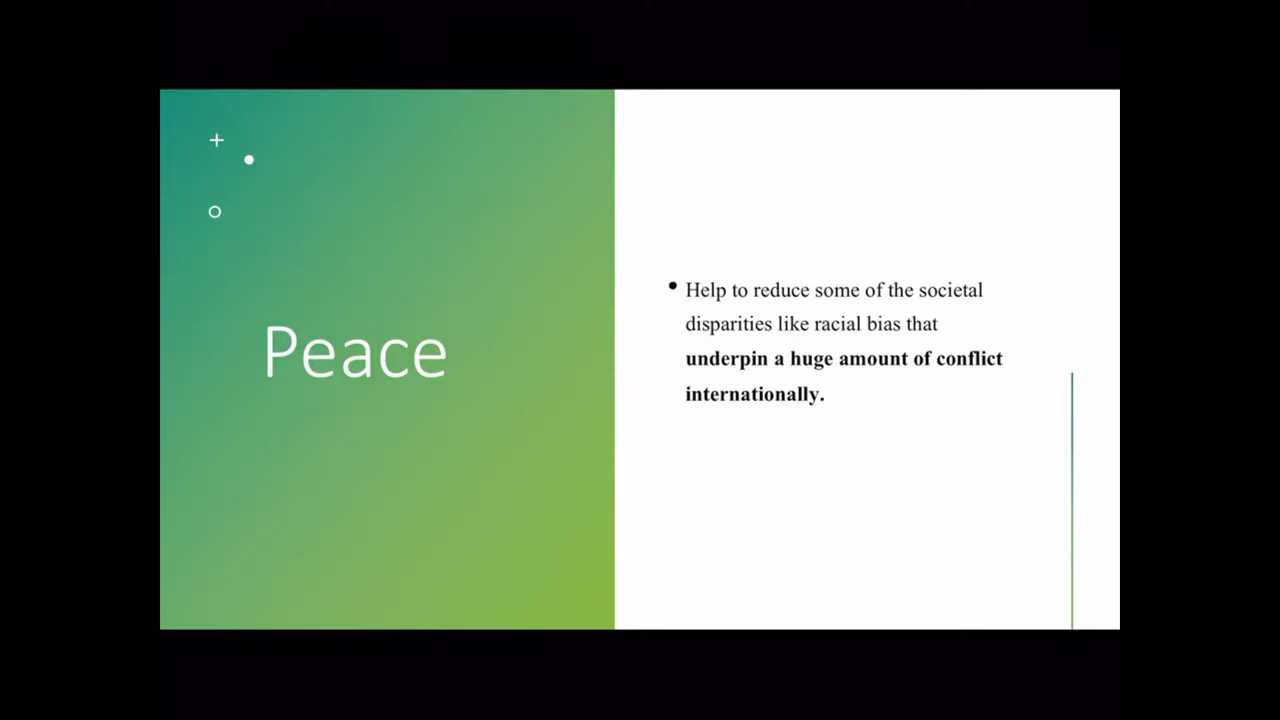 Peace
• Help to reduce some of the societal
disparities like racial bias that
underpin a huge amount of conflict
internationally.